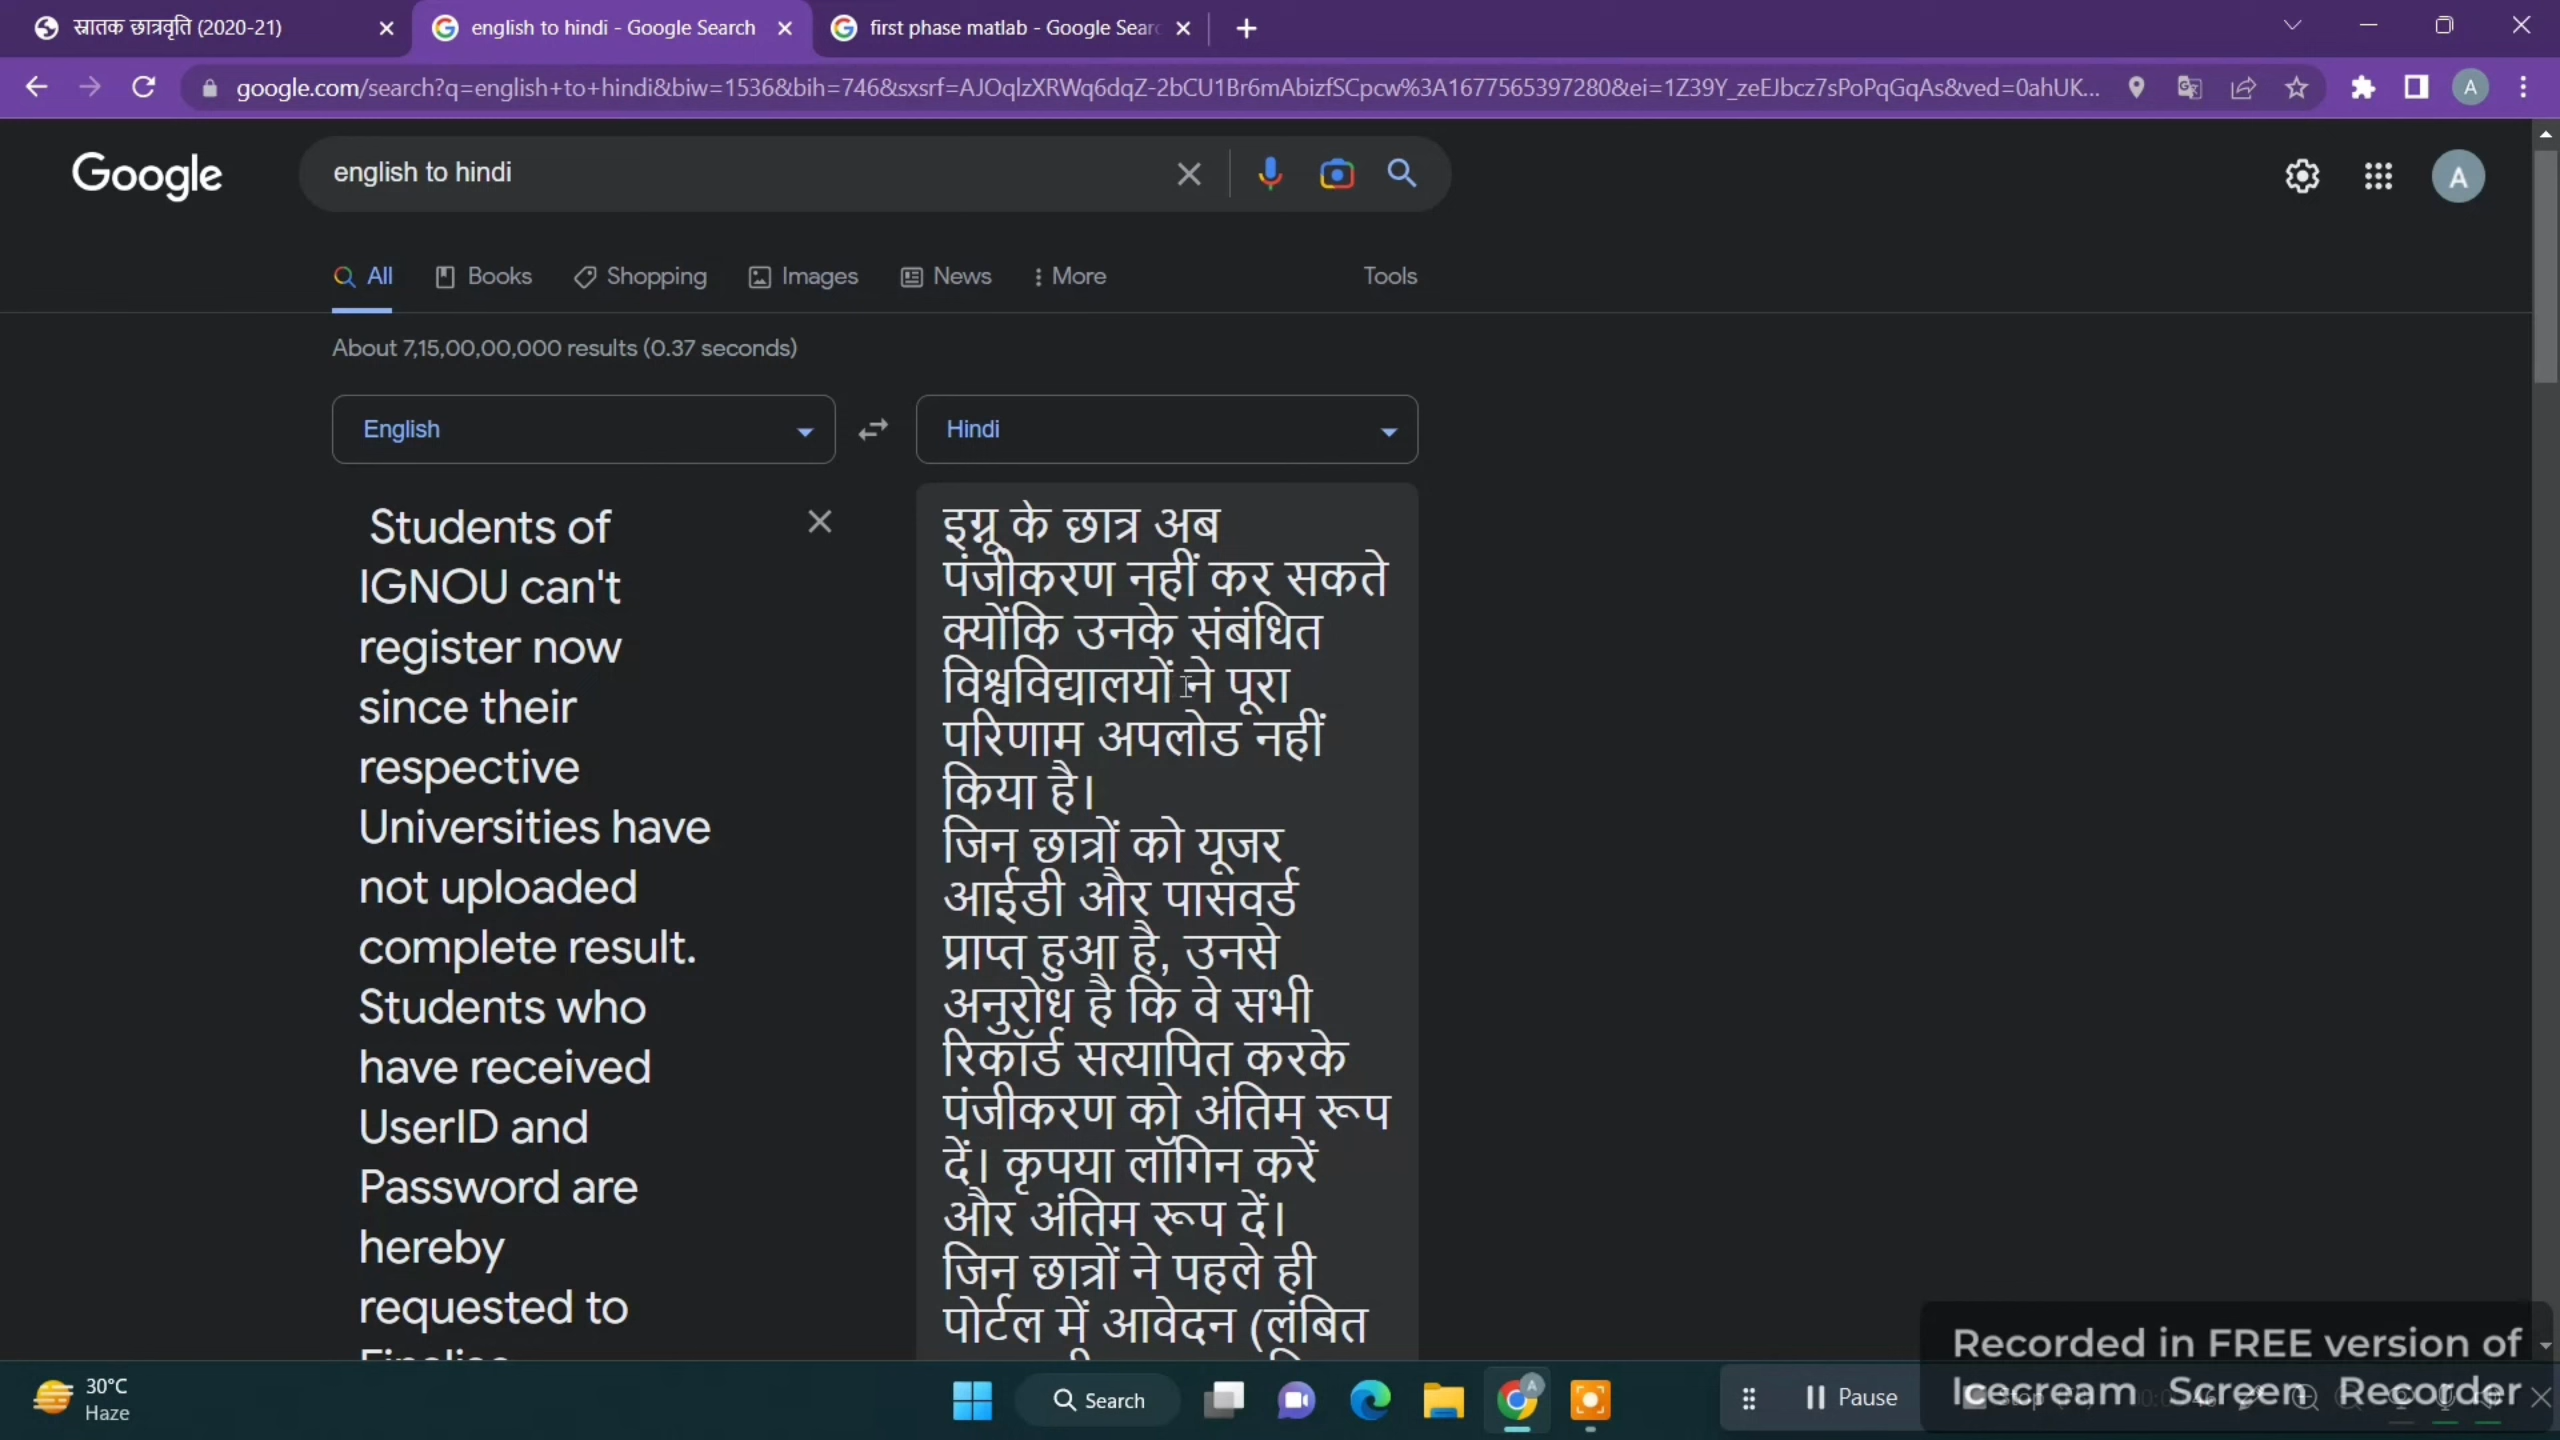 स्नातक छात्रवृति (2020-21)
english to hindi - Google Search
first phase matlab - Google Sear
google.com/search?q=english+to+hindi&biw=1536&bih=746&sxsrf=AJOqlzXRWq6dqZ-2bCU1Br6mAbizfSCpcw%3A1677565397280&ei=1Z39Y_zeEJbcz7sPoPqGqAs&ved=0ahUK...
A
Google
english to hindi
A
All
Books
Shopping
Images
News
More
Tools
About 7,15,00,00,000 results (0.37 seconds)
English
Hindi
Students of
IGNOU can't
register now
since their
respective
Universities have
not uploaded
complete result.
Students who
have received
UserID and
Password are
hereby
requested to
इग्नू के छात्र अब
पंजीकरण नहीं कर सकते
क्योंकि उनके संबंधित
विश्वविद्यालयों ने पूरा
परिणाम अपलोड नहीं
किया है।
जिन छात्रों को यूजर
आईडी और पासवर्ड
प्राप्त हुआ है, उनसे
अनुरोध है कि वे सभी
रिकॉर्ड सत्यापित करके
पंजीकरण को अंतिम रूप
दें। कृपया लॉगिन करें
और अंतिम रूप दें।
जिन छात्रों ने पहले ही
पोर्टल में आवेदन (लंबित
Recorded in FREE version of
Icecream Screen Recorder
30°C
Haze
Search
A
Pause